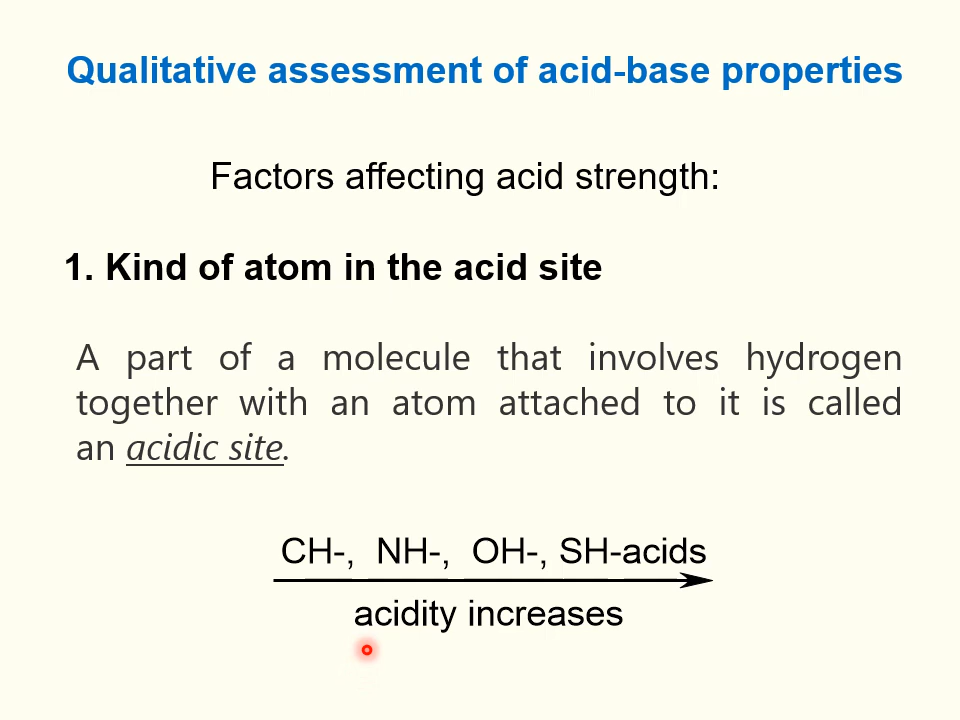 Qualitative assessment of acid-base properties
Factors affecting acid strength:
1. Kind of atom in the acid site
A part of a molecule that involves hydrogen
together with an atom attached to it is called
an acidic site.
CH-, NH-, OH-, SH-acids
acidity increases